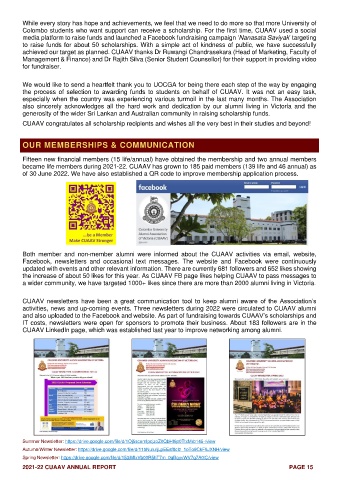 While every story has hope and achievements, we feel that we need to do more so that more University of
Colombo students who want support can receive a scholarship. For the first time, CUAAV used a social
media platform to raise funds and launched a Facebook fundraising campaign 'Nanasata Saviyak' targeting
to raise funds for about 50 scholarships. With a simple act of kindness of public, we have successfully
achieved our target as planned. CUAAV thanks Dr Ruwangi Chandrasekara (Head of Marketing, Faculty of
Management & Finance) and Dr Rajith Silva (Senior Student Counsellor) for their support in providing video
for fundraiser.
We would like to send a heartfelt thank you to UOCGA for being there each step of the way by engaging
the process of selection to awarding funds to students on behalf of CUAAV. It was not an easy task,
especially when the country was experiencing various turmoil in the last many months. The Association
also sincerely acknowledges all the hard work and dedication by our alumni living in Victoria and the
generosity of the wider Sri Lankan and Australian community in raising scholarship funds.
CUAAV congratulates all scholarship recipients and wishes all the very best in their studies and beyond!
OUR MEMBERSHIPS & COMMUNICATION
Fifteen new financial members (15 life/annual) have obtained the membership and two annual members
became life members during 2021-22. CUAAV has grown to 185 paid members (139 life and 46 annual) as
of 30 June 2022. We have also established a QR code to improve membership application process.
...be a Member
Make CUAAV Stronger
facebook
Both member and non-member alumni were informed about the CUAAV activities via email, website,
Facebook, newsletters and occasional text messages. The website and Facebook were continuously
updated with events and other relevant information. There are currently 681 followers and 652 likes showing
the increase of about 50 likes for this year. As CUAAV FB page likes helping CUAAV to pass messages to
a wider community, we have targeted 1000+ likes since there are more than 2000 alumni living in Victoria.
CUAAV newsletters have been a great communication tool to keep alumni aware of the Association's
activities, news and up-coming events. Three newsletters during 2022 were circulated to CUAAV alumni
and also uploaded to the Facebook and website. As part of fundraising towards CUAAV's scholarships and
IT costs, newsletters were open for sponsors to promote their business. About 183 followers are in the
CUAAV LinkedIn page, which was established last year to improve networking among alumni.
COLOMBO NIGHT
Summer Newsletter:
Autumn/Winter Newsletter:
Spring Newsletter:
2021-22 CUAAV ANNUAL REPORT PAGE 15